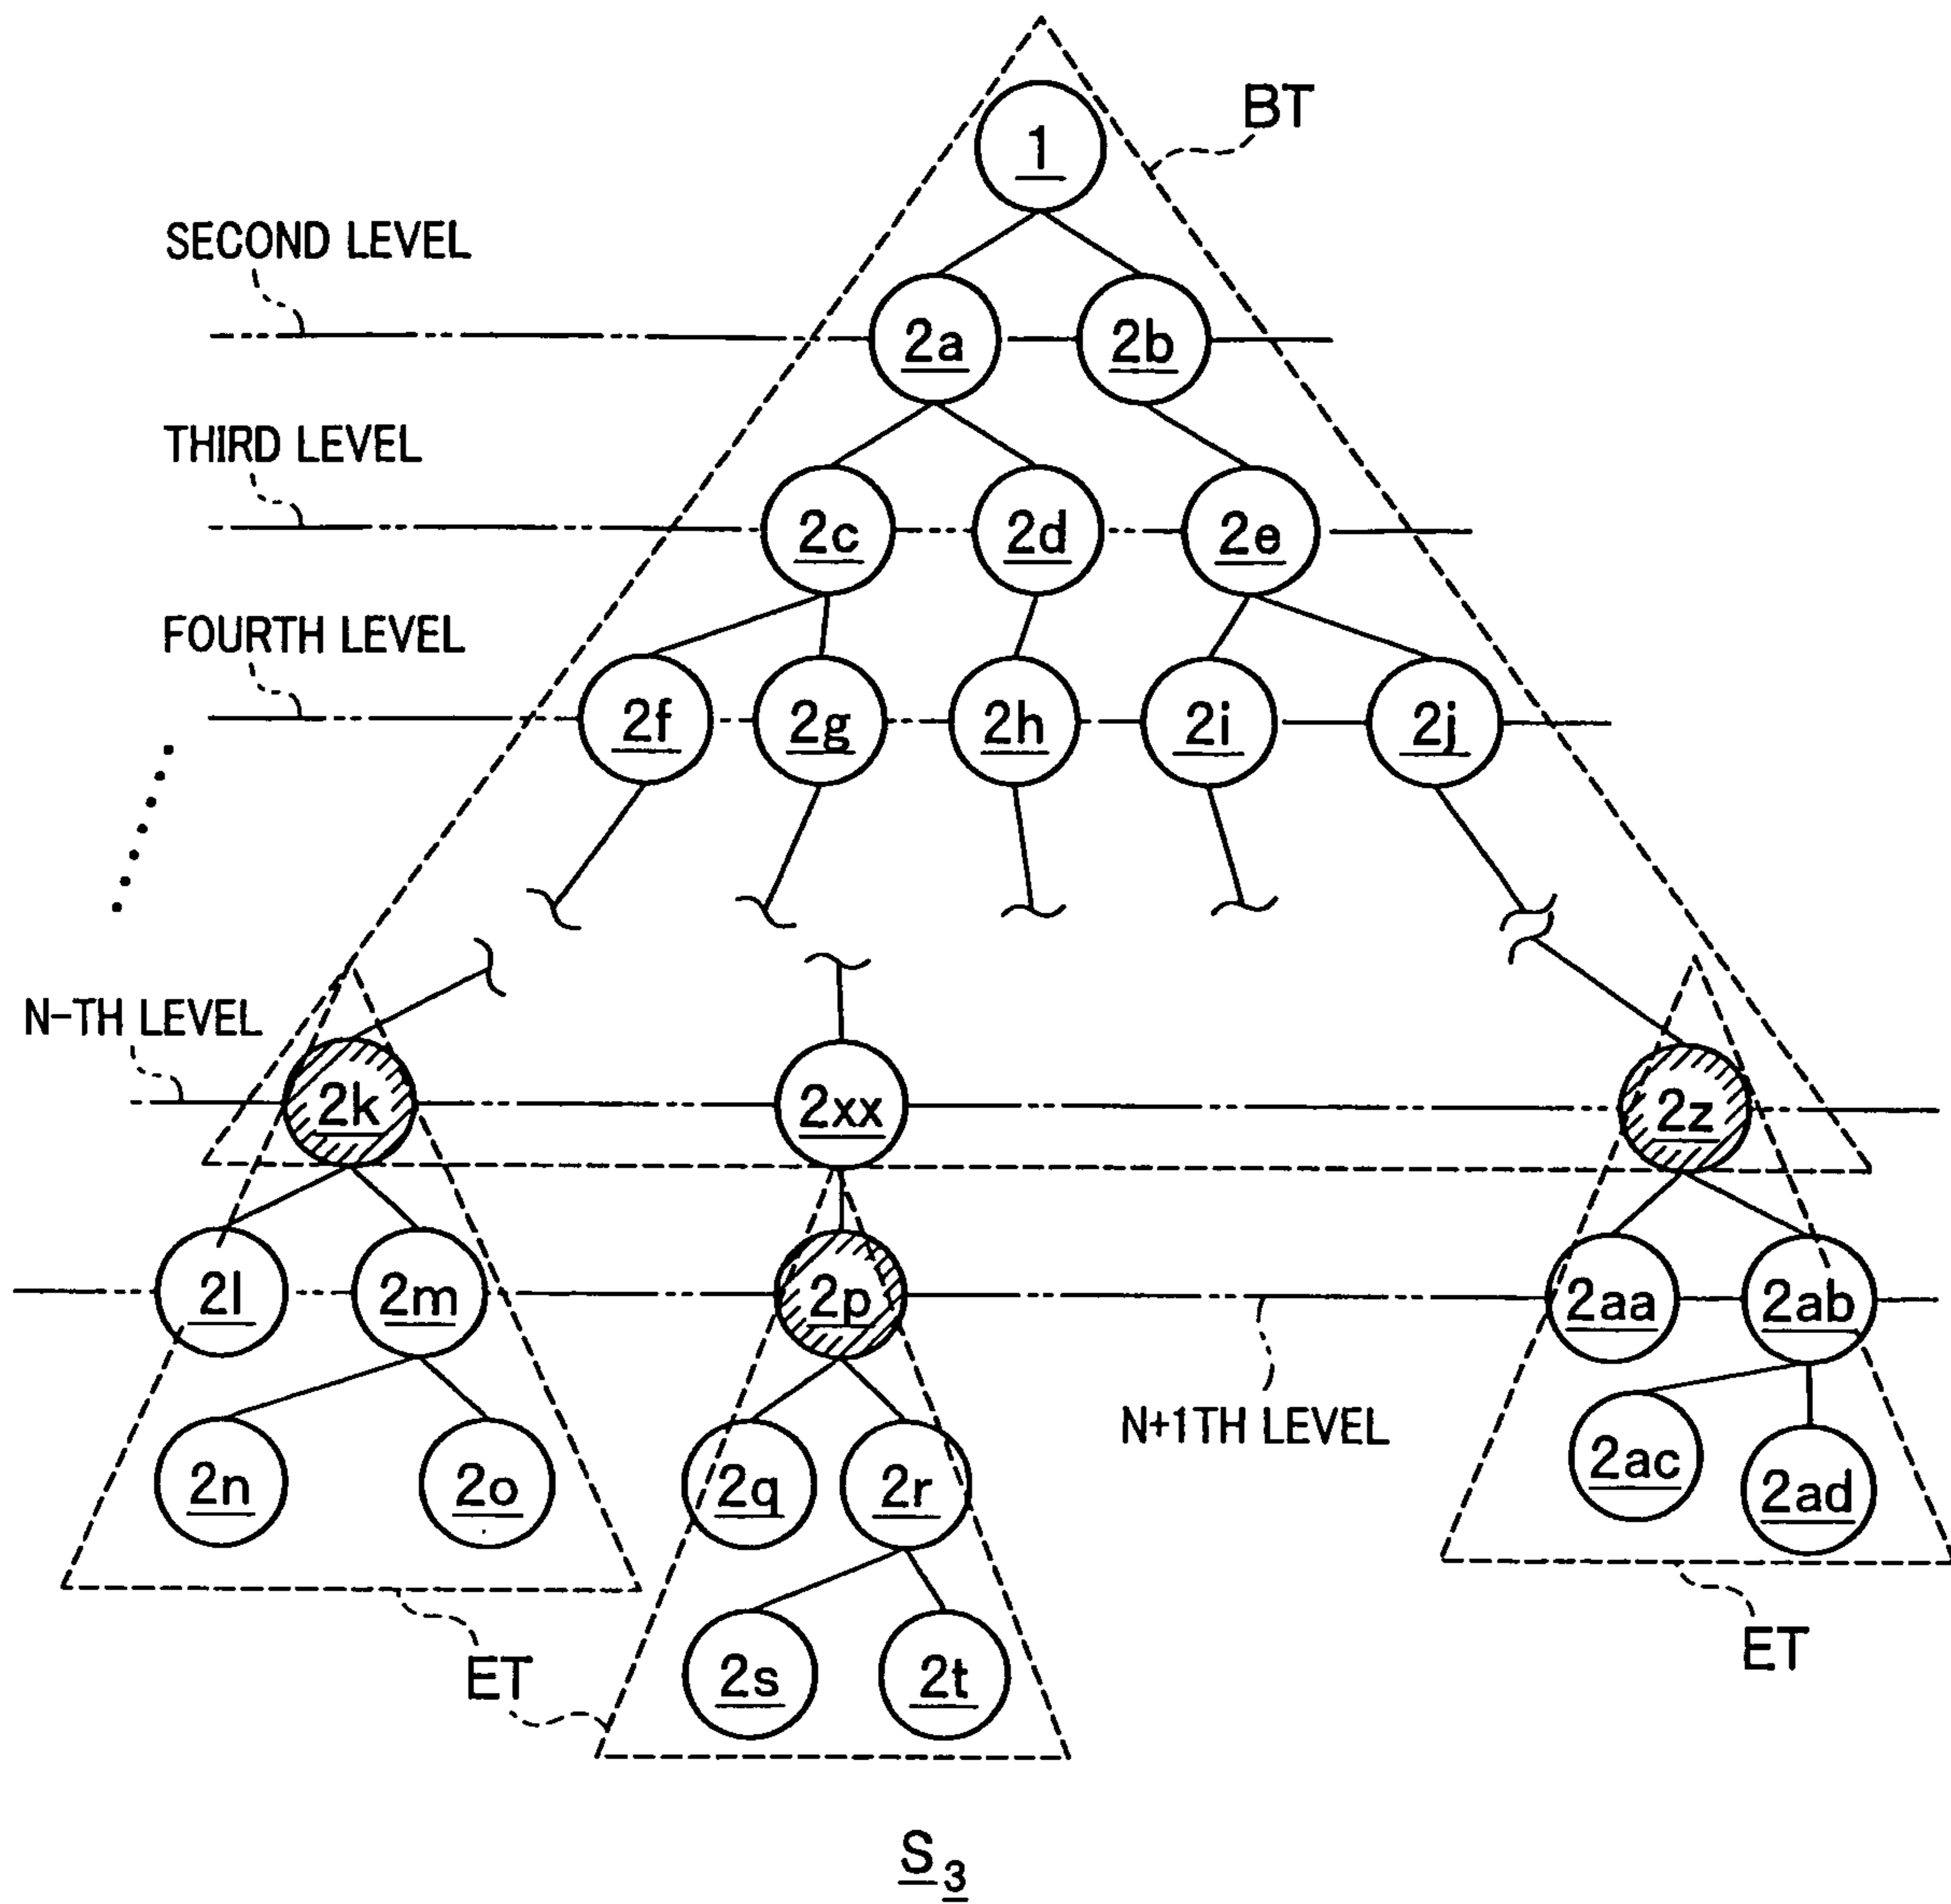 1
BT
SECOND LEVEL
2a 2b
THIRD LEVEL
2c 2d 2e
FOURTH LEVEL
2f 2g 2h 2i 2j
N-TH LEVEL
2k 2xx 2z
2l 2m 2p 2aa 2ab
N+1TH LEVEL
2n 2o 2q 2r 2ac 2ad
ET
ET
2s 2t
S3